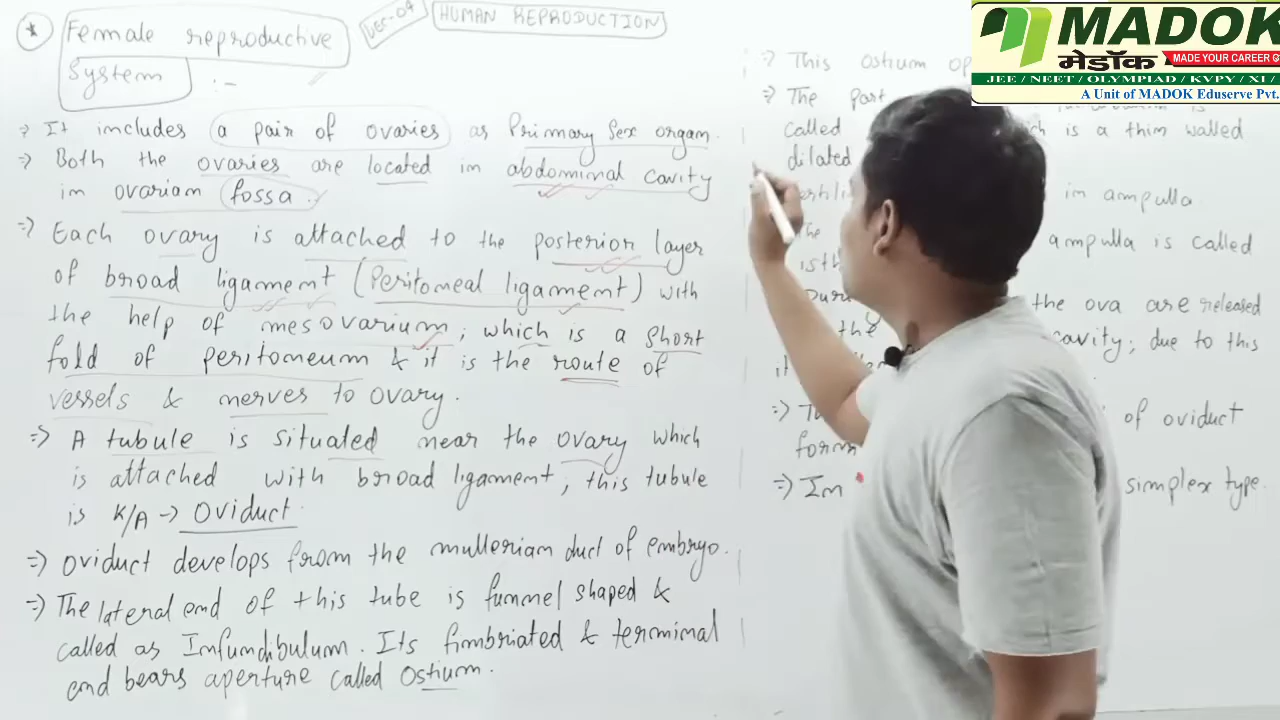 * Female reproductive
System :-
LEC-04
HUMAN REPRODUCTION
⇒ It includes a pair of ovaries as Primary Sex organ.
⇒ Both the ovaries are located in abdominal cavity
in ovarian fossa.
⇒ Each ovary is attached to the posterior layer
of broad ligament (Peritoneal ligament) with
the help of mesovarium; which is a short
fold of peritoneum & it is the route of
vessels & nerves to ovary.
⇒ A tubule is situated near the ovary which
is attached with broad ligament; this tubule
is K/A → Oviduct.
⇒ Oviduct develops from the mullerian duct of embryo.
⇒ The lateral end of this tube is funnel shaped &
called as Infundibulum. Its fimbriated & terminal
end bears aperture called Ostium.
⇒ This Ostium op
⇒ The part is
called is a thin walled
dilated
in ampulla.
The ampulla is called
isth
the ova are released
the cavity; due to this
it
⇒ of oviduct
form
⇒ In simplex type.
MADOK
मेडॉक MADE YOUR CAREER
JEE / NEET / OLYMPIAD / KVPY / XI /
A Unit of MADOK Eduserve Pvt.